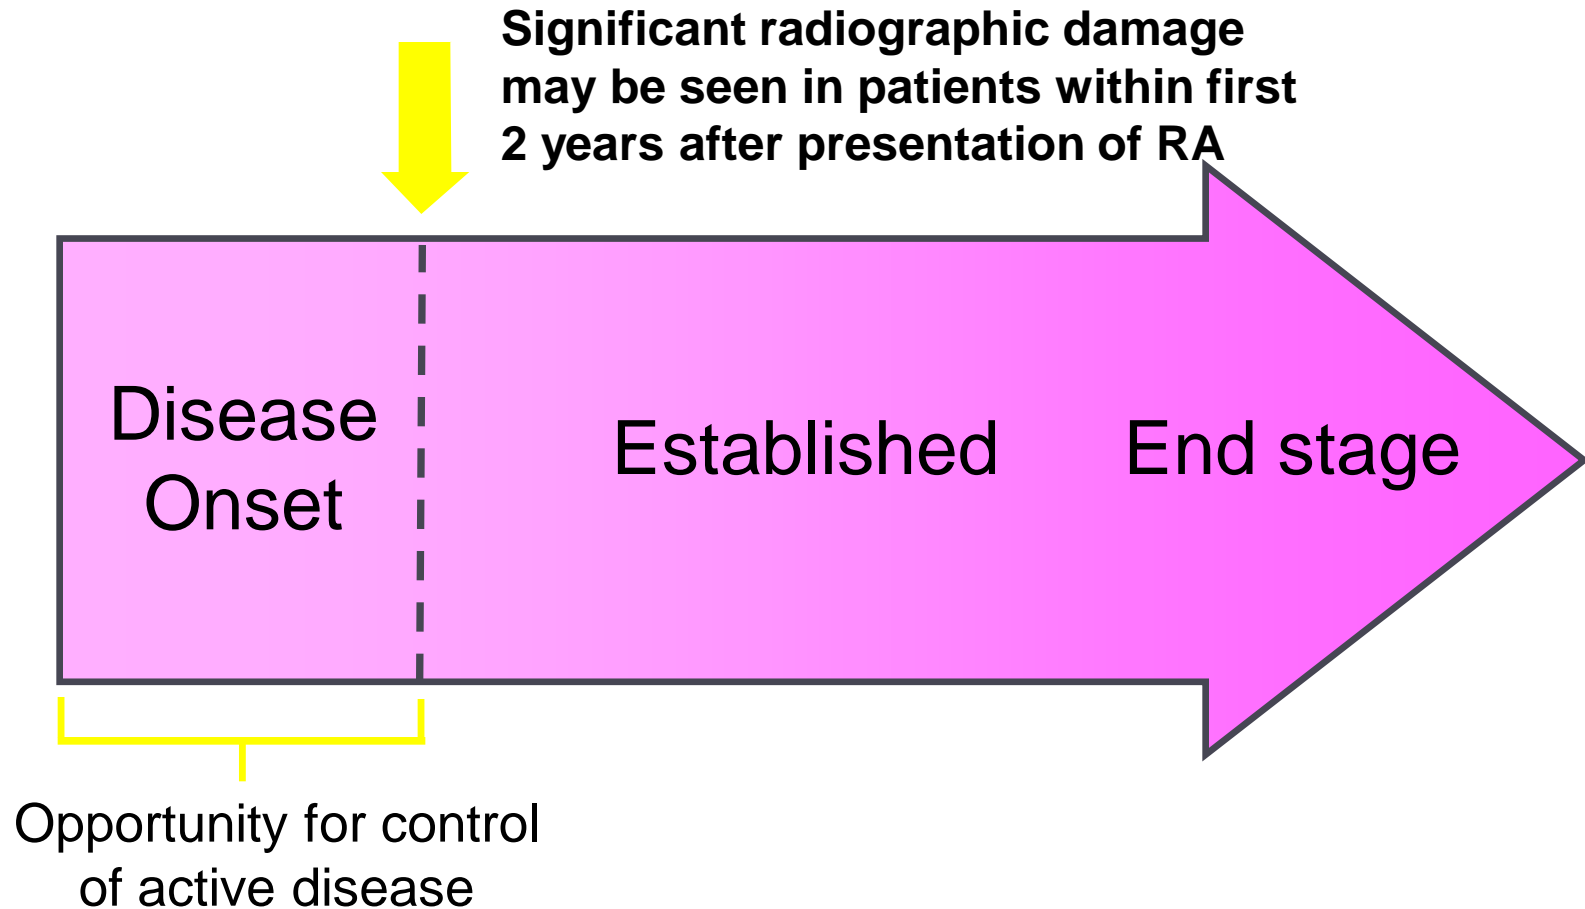 Significant radiographic damage
may be seen in patients within first
2 years after presentation of RA
Disease
Onset
Established
End stage
Opportunity for control
of active disease